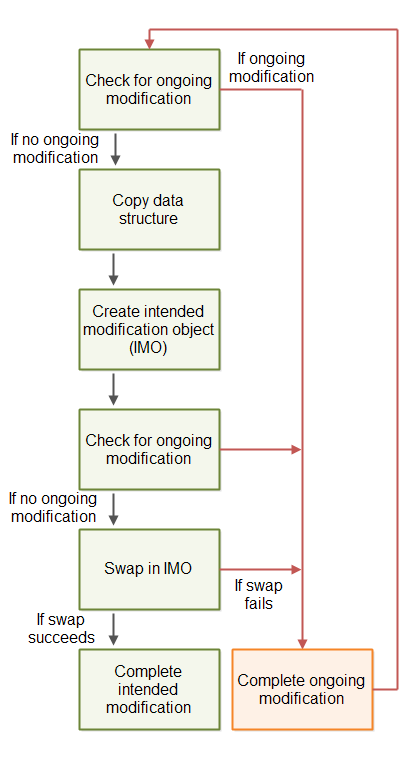 Check for ongoing
modification
If ongoing
modification
If no ongoing
modification
Copy data
structure
Create intended
modification object
(IMO)
Check for ongoing
modification
If no ongoing
modification
Swap in IMO
If swap
fails
If swap
succeeds
Complete
intended
modification
Complete ongoing
modification